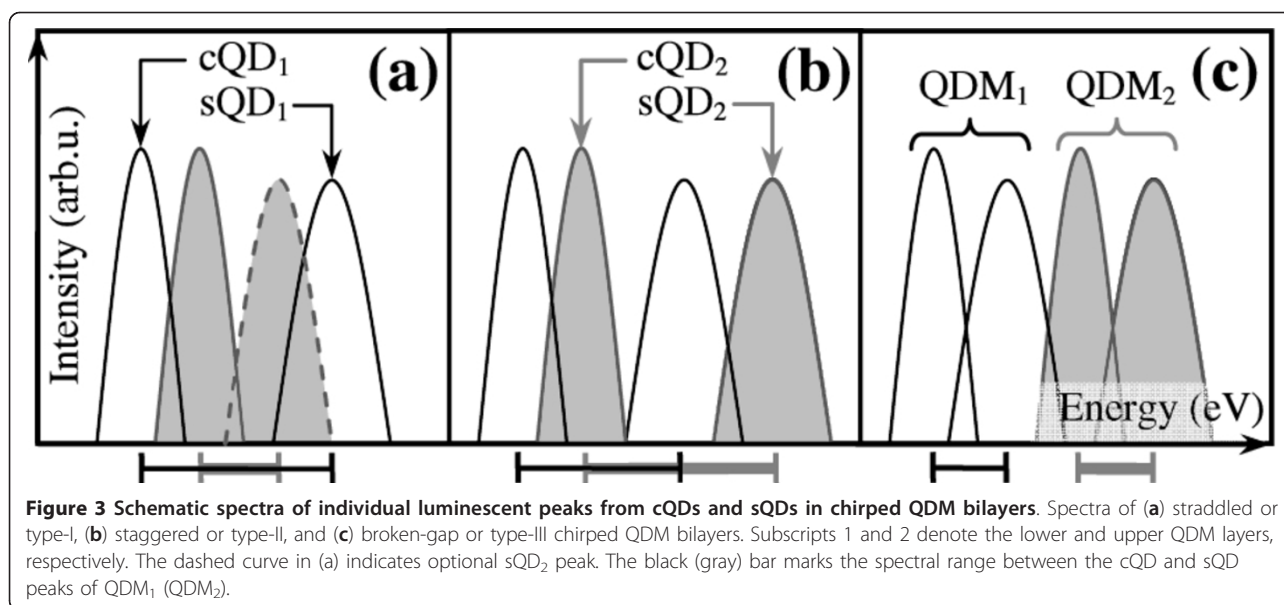 Intensity (arb.u.)
cQD₁
sQD₁
(a)
cQD₂
sQD₂
(b)
QDM₁ QDM₂
(c)
Energy (eV)
Figure 3 Schematic spectra of individual luminescent peaks from cQDs and sQDs in chirped QDM bilayers. Spectra of (a) straddled or
type-I, (b) staggered or type-II, and (c) broken-gap or type-III chirped QDM bilayers. Subscripts 1 and 2 denote the lower and upper QDM layers,
respectively. The dashed curve in (a) indicates optional sQD₂ peak. The black (gray) bar marks the spectral range between the cQD and sQD
peaks of QDM₁ (QDM₂).